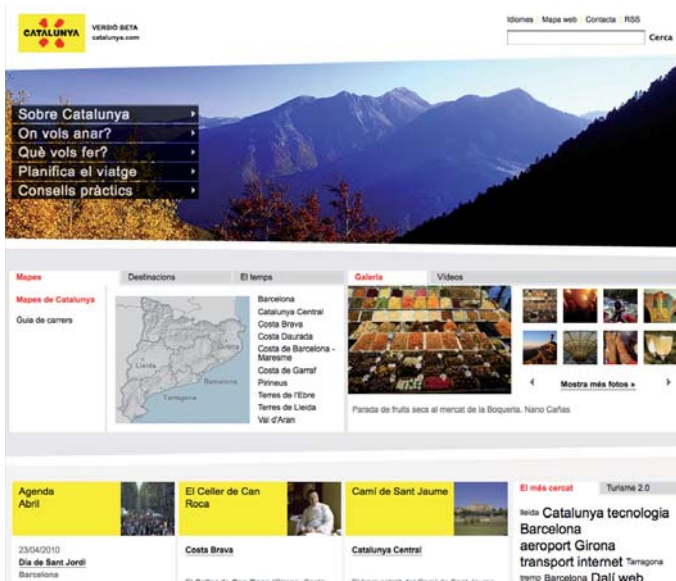 CATALUNYA
VERSIÓ BETA
catalunya.com
Idiomes | Mapa web | Contacta | RSS
Cerca
Sobre Catalunya
On vols anar?
Què vols fer?
Planifica el viatge
Consells pràctics
Mapes
Destinacions
El temps
Mapes de Catalunya
Guia de carrers
Lleida
Girona
Barcelona
Tarragona
Barcelona
Catalunya Central
Costa Brava
Costa Daurada
Costa de Barcelona -
Maresme
Costa de Garraf
Pirineus
Terres de l'Ebre
Terres de Lleida
Val d'Aran
Galeria
Vídeos
Mostra més fotos »
Parada de fruits secs al mercat de la Boqueria. Nano Cañas
Agenda
Abril
23/04/2010
Dia de Sant Jordi
Barcelona
El Celler de Can
Roca
Costa Brava
Camí de Sant Jaume
Catalunya Central
El més cercat
Turisme 2.0
lleida Catalunya tecnologia
Barcelona
aeroport Girona
transport internet Tarragona
tremp Barcelona Dalí web